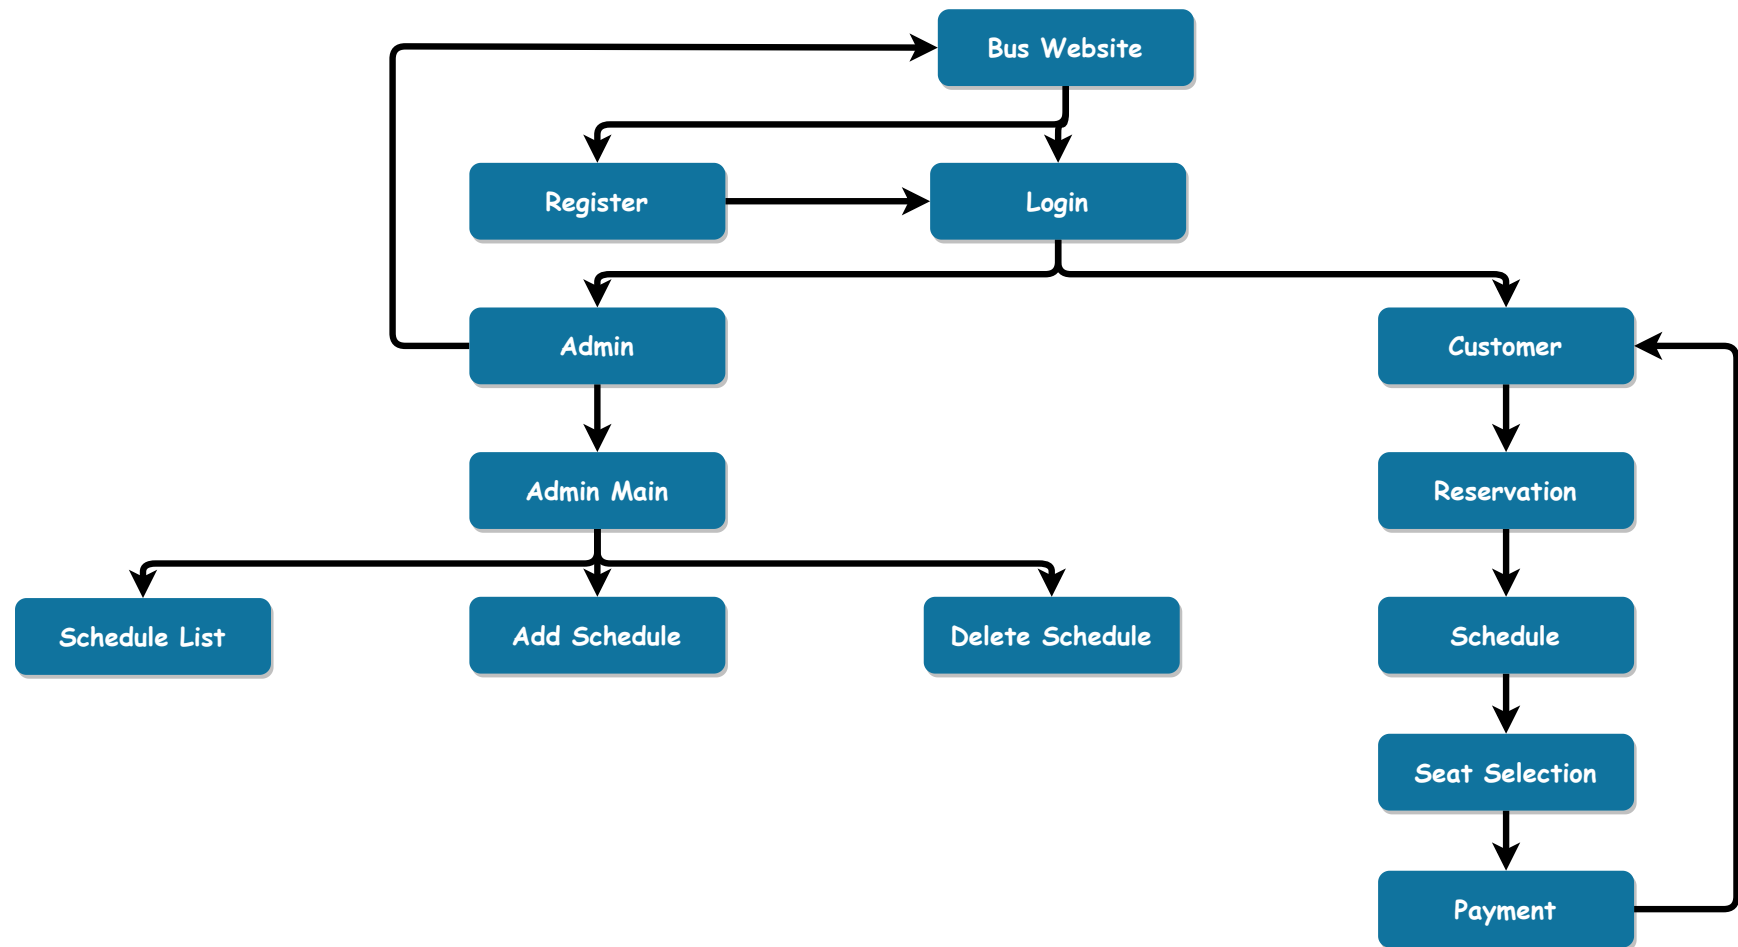 Bus Website
Register
Login
Admin
Customer
Admin Main
Reservation
Schedule List
Add Schedule
Delete Schedule
Schedule
Seat Selection
Payment